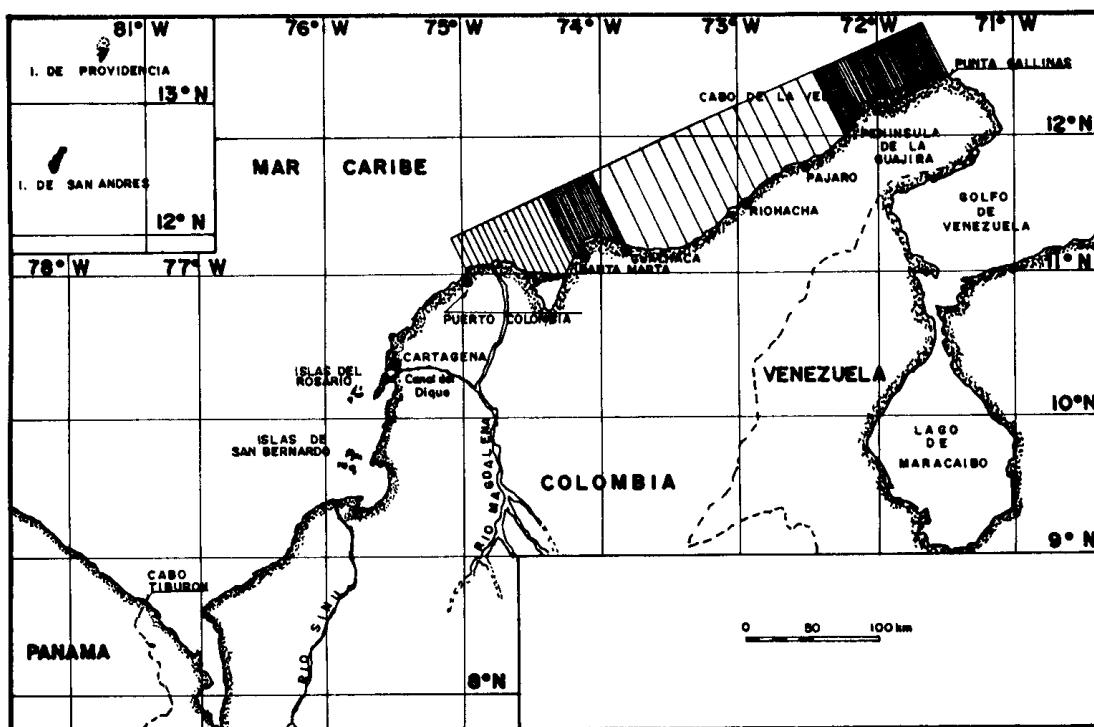 81°W
76°W
75°W
74°W
73°W
72°W
71°W
I. DE PROVIDENCIA
13°N
I. DE SAN ANDRES
12°N
78°W
77°W
MAR CARIBE
CABO DE LA
PUNTA GALLINAS
12°N
PENINSULA
DE LA
GUAJIRA
PAJARO
RIOHACHA
GOLFO
DE
VENEZUELA
11°N
SANTA MARTA
PUERTO COLOMBIA
CARTAGENA
Canal del
Dique
ISLAS DEL
ROSARIO
VENEZUELA
10°N
ISLAS DE
SAN BERNARDO
RIO MAGDALENA
COLOMBIA
LAGO
DE
MARACAIBO
9°N
CABO
TIBURON
RIO SINU
PANAMA
8°N
0 50 100 km